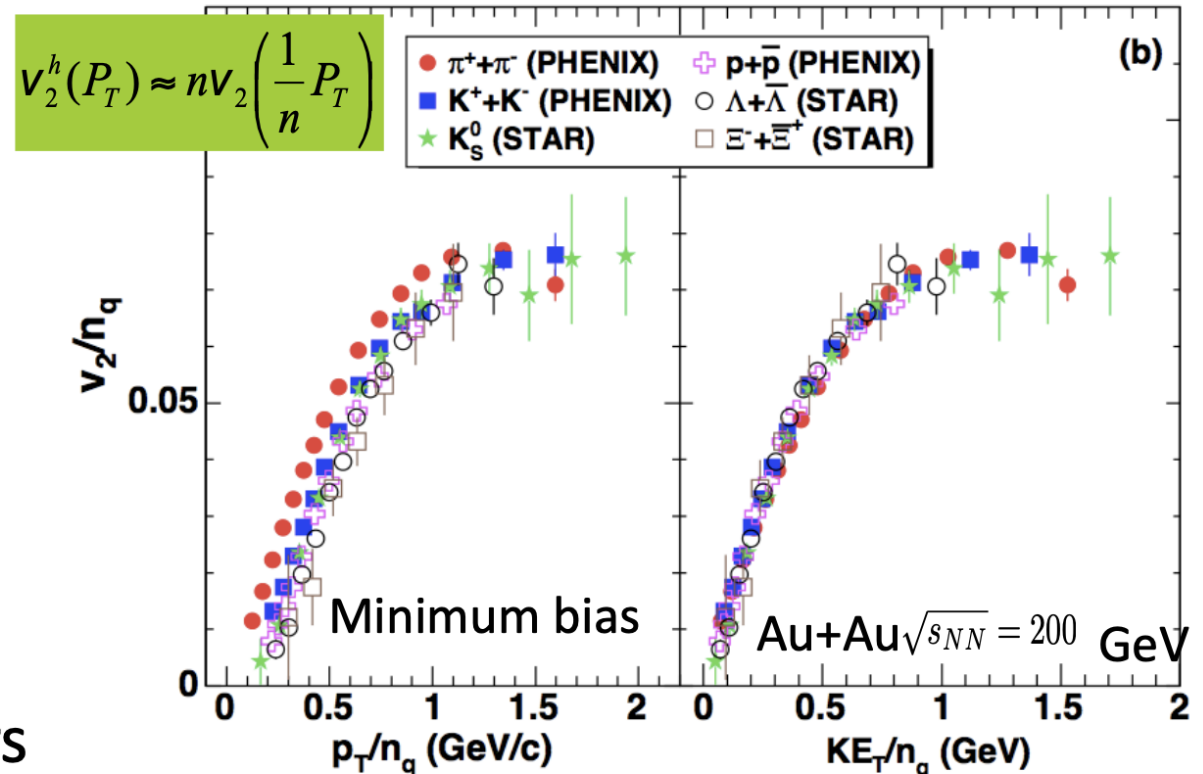 v₂ʰ(P_T) ≈ nv₂(1/n P_T)
π⁺+π⁻ (PHENIX)
K⁺+K⁻ (PHENIX)
K⁰_S (STAR)
p+p̅ (PHENIX)
Λ+Λ̅ (STAR)
Ξ⁻+Ξ̅⁺ (STAR)
(b)
v₂/n_q
0.05
0
Minimum bias
Au+Au √s_NN = 200 GeV
0 0.5 1 1.5 2
0 0.5 1 1.5 2
p_T/n_q (GeV/c)
KE_T/n_q (GeV)